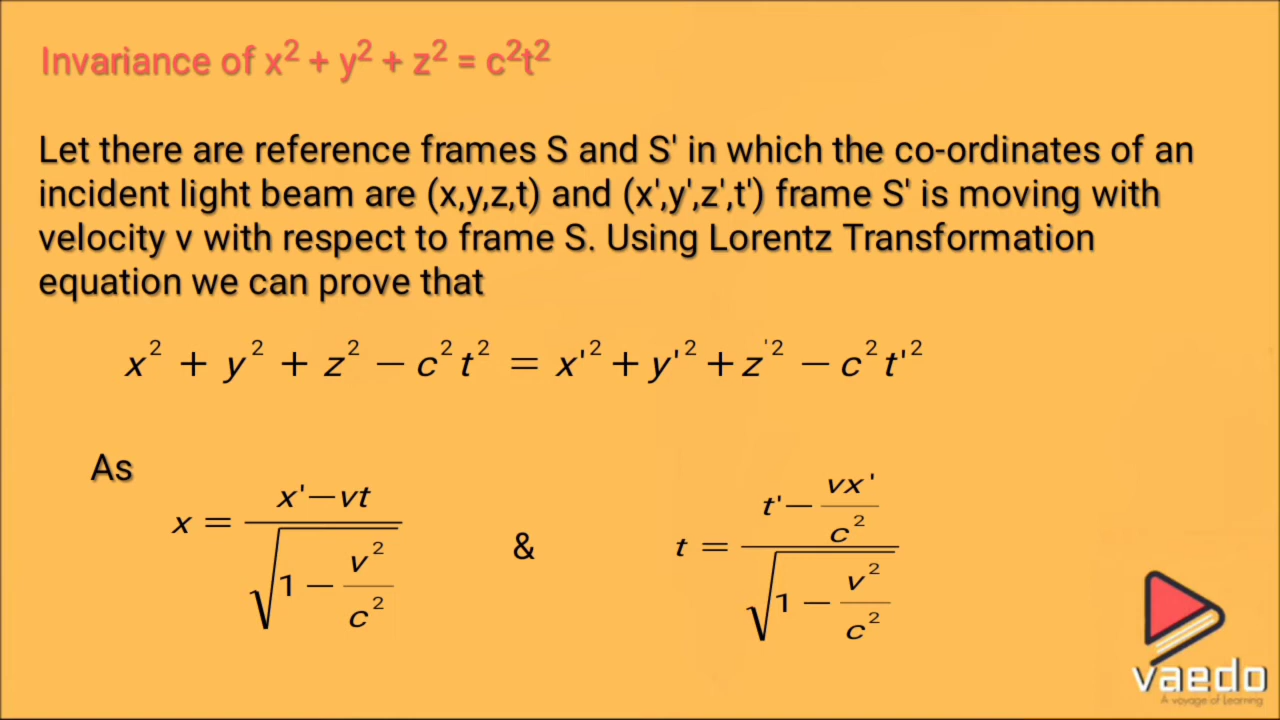 Invariance of x² + y² + z² = c²t²
Let there are reference frames S and S' in which the co-ordinates of an
incident light beam are (x,y,z,t) and (x',y',z',t') frame S' is moving with
velocity v with respect to frame S. Using Lorentz Transformation
equation we can prove that
x² + y² + z² − c² t² = x'² + y'² + z'² − c² t'²
As
x = (x'−vt) / √(1 − v²/c²) & t = (t'− vx'/c²) / √(1 − v²/c²)
vaedo
A voyage of Learning